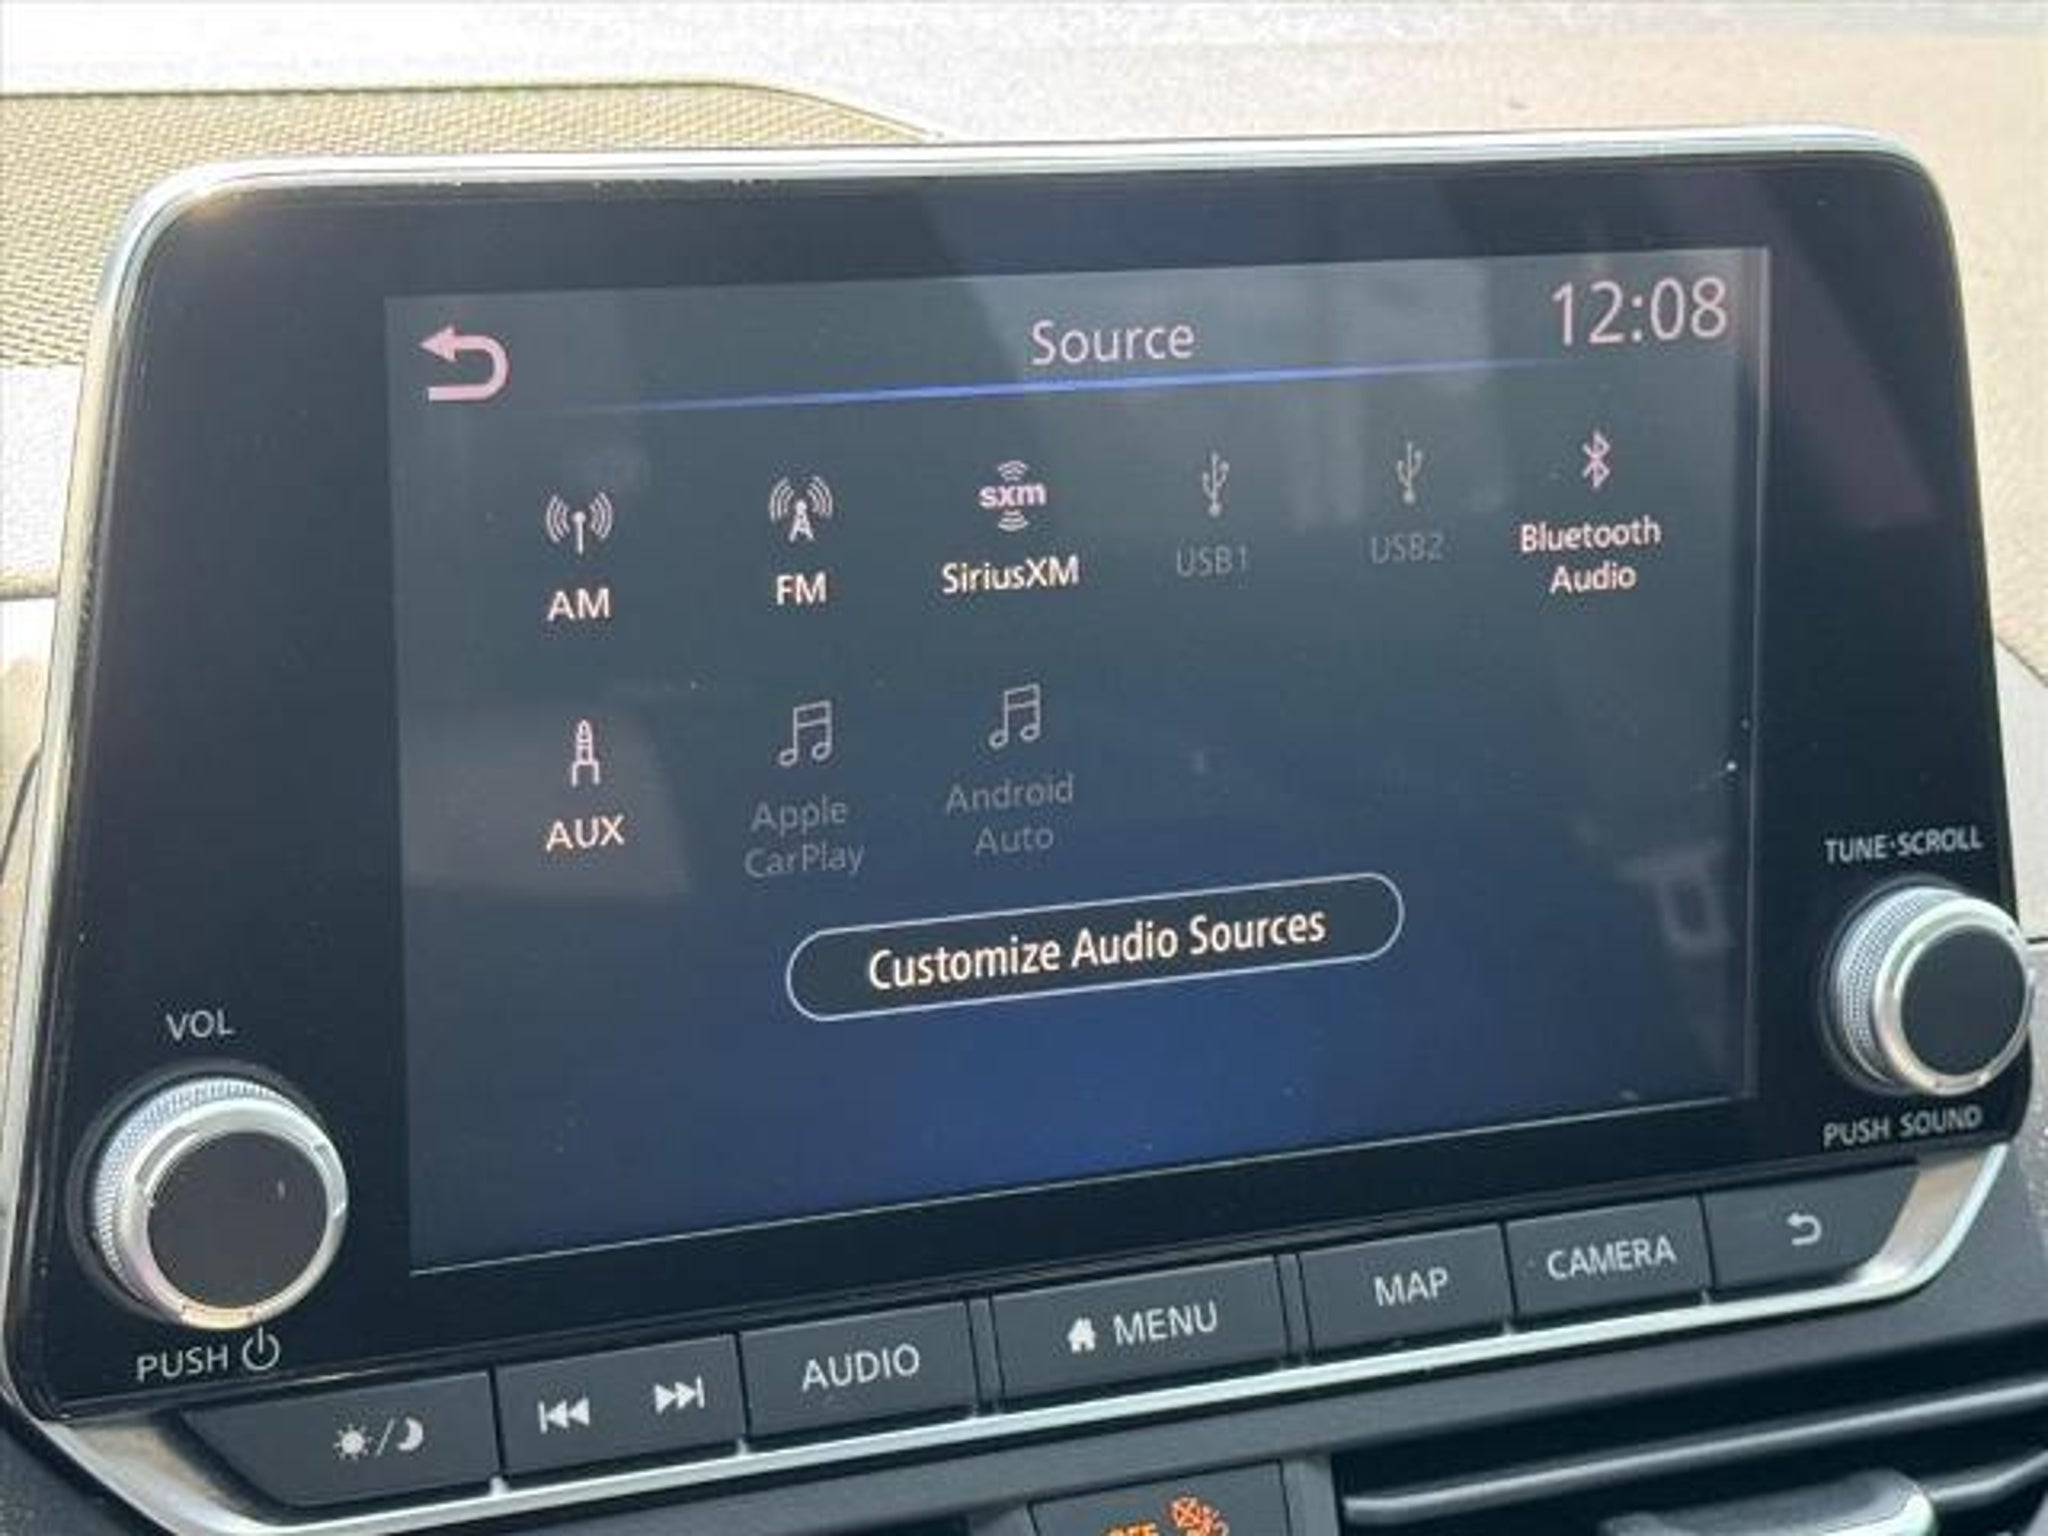 Source
12:08
AM
FM
sxm
SiriusXM
USB1
USB2
Bluetooth
Audio
AUX
Apple
CarPlay
Android
Auto
Customize Audio Sources
VOL
PUSH
TUNE·SCROLL
PUSH SOUND
AUDIO
MENU
MAP
CAMERA
OFF